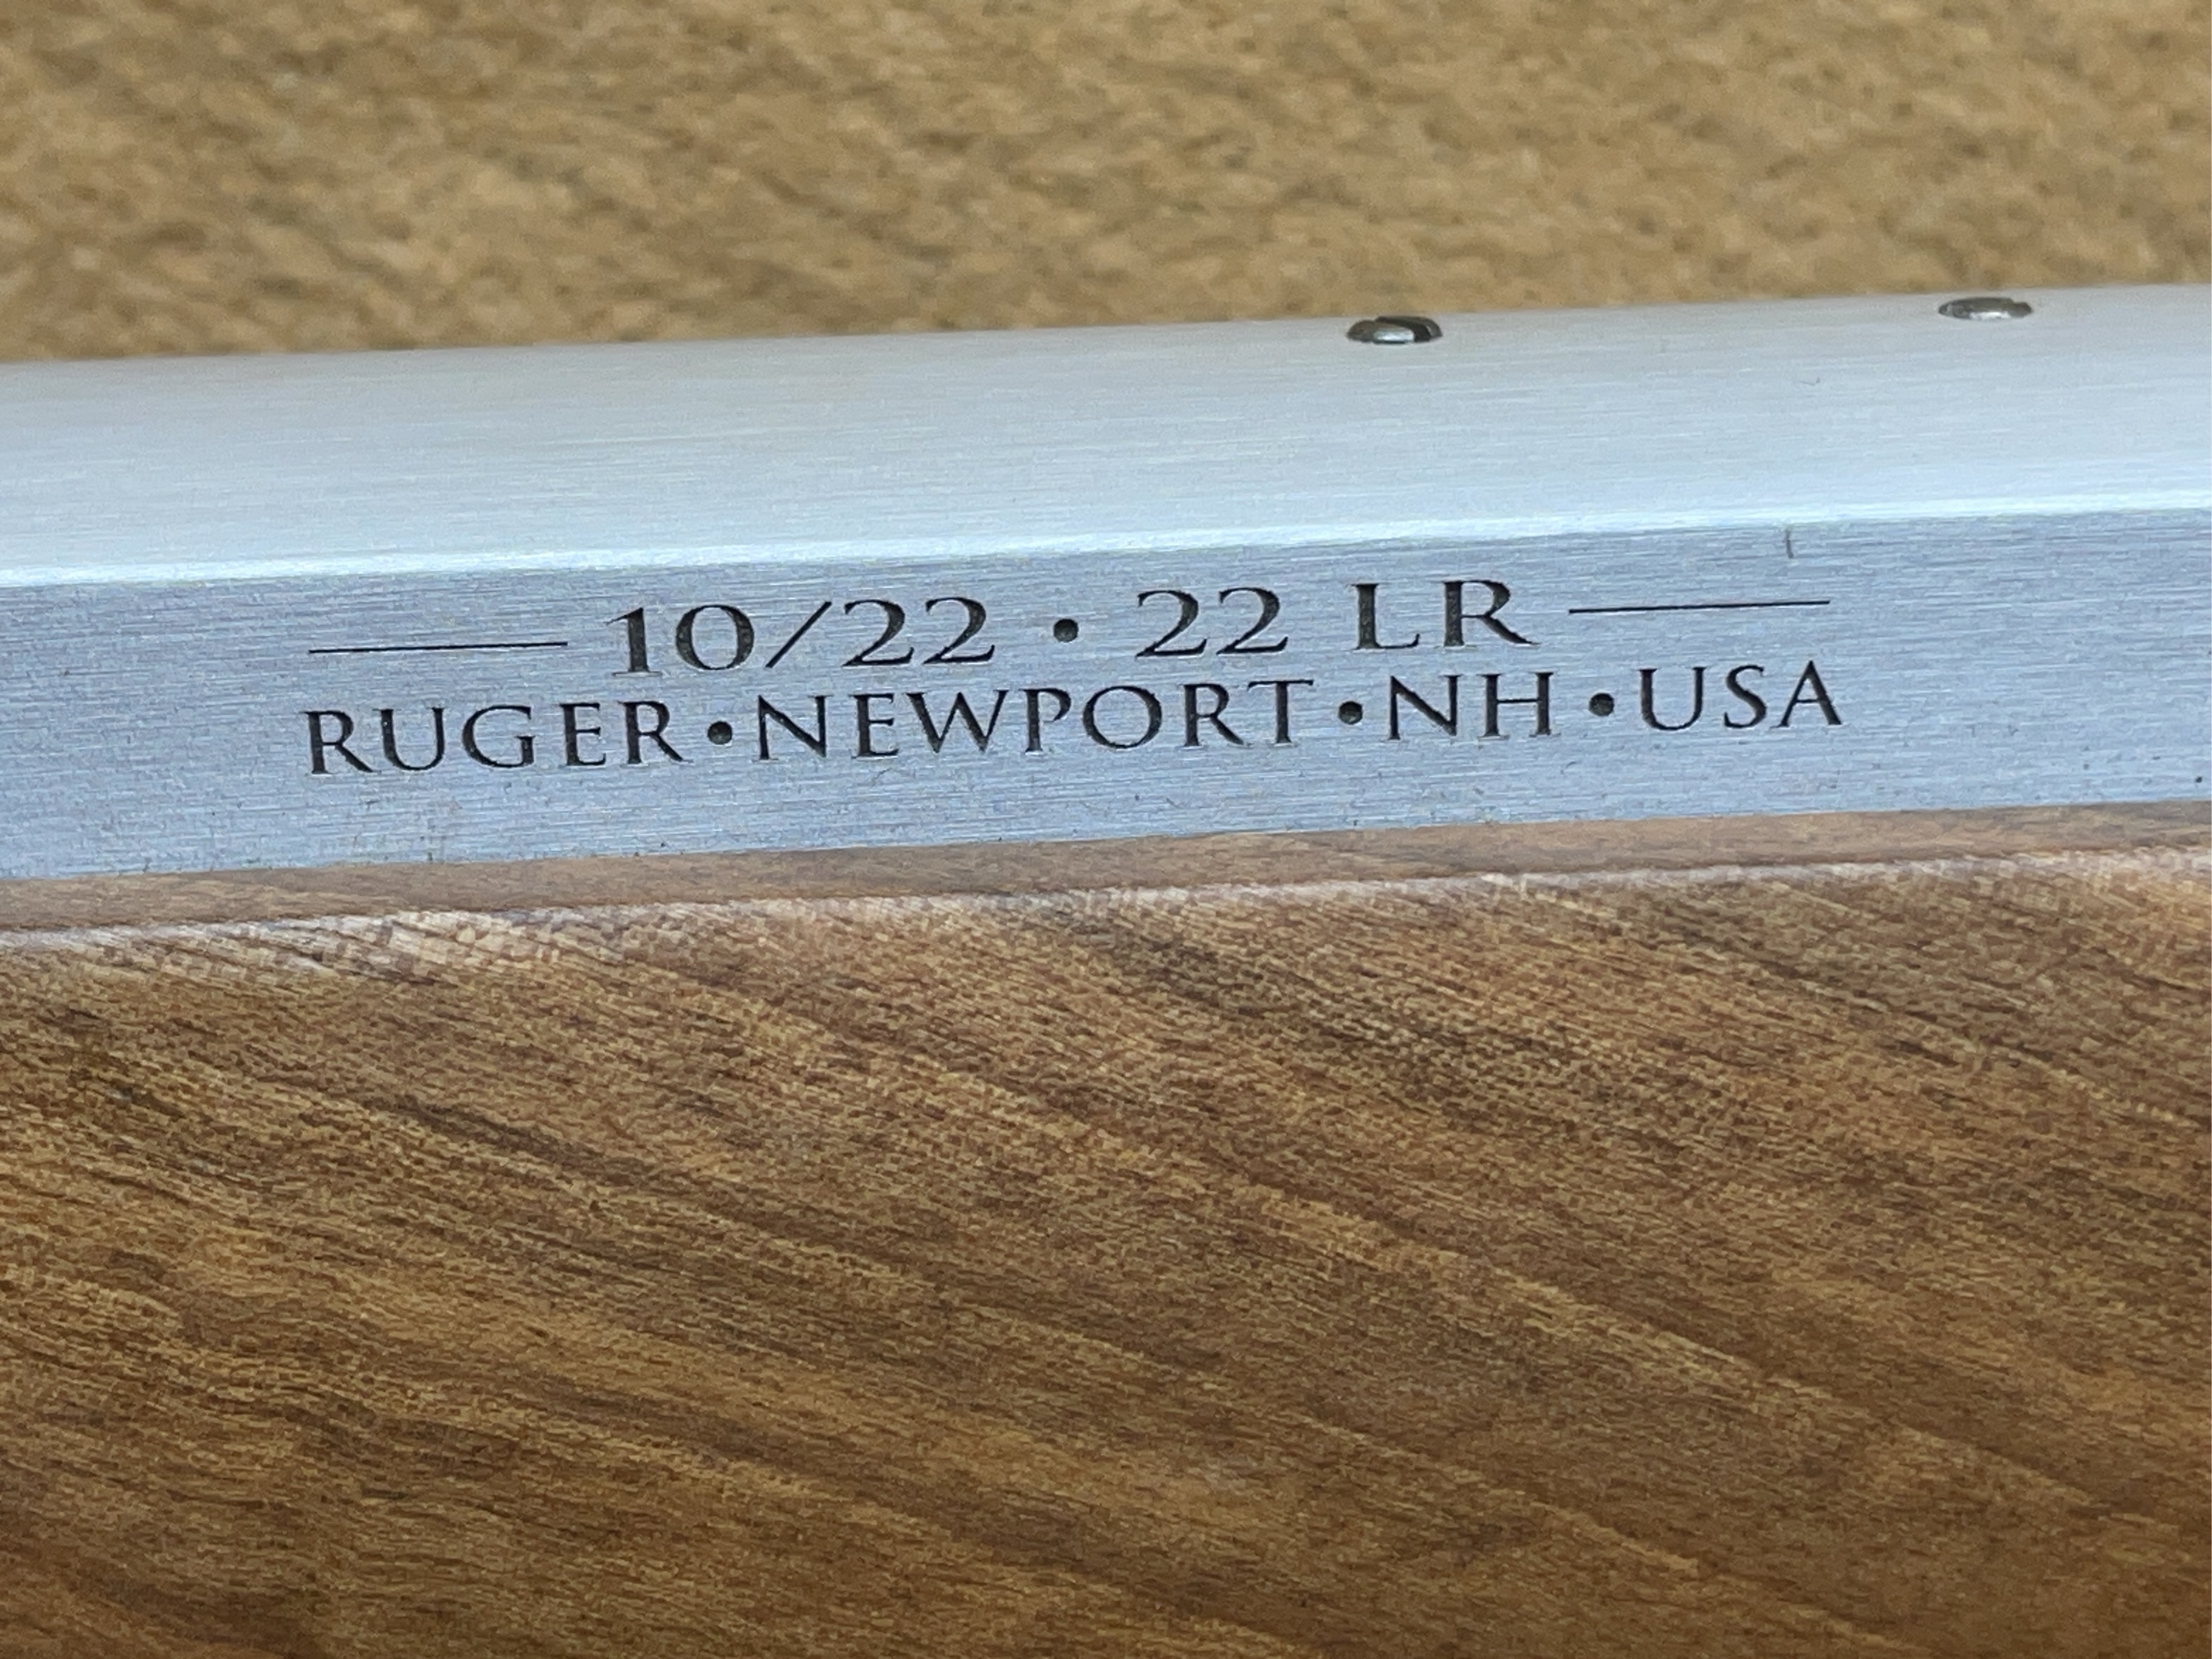 10/22 • 22 LR
RUGER•NEWPORT•NH•USA